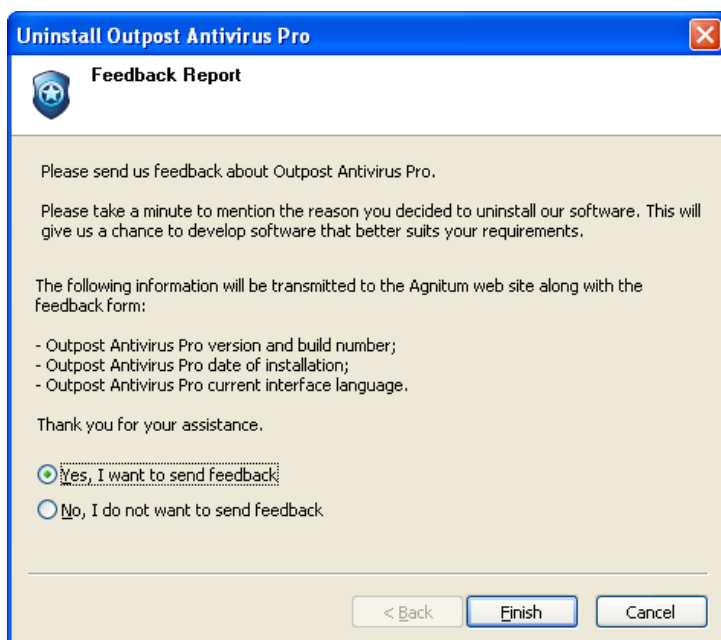 Uninstall Outpost Antivirus Pro
Feedback Report
Please send us feedback about Outpost Antivirus Pro.
Please take a minute to mention the reason you decided to uninstall our software. This will
give us a chance to develop software that better suits your requirements.
The following information will be transmitted to the Agnitum web site along with the
feedback form:
- Outpost Antivirus Pro version and build number;
- Outpost Antivirus Pro date of installation;
- Outpost Antivirus Pro current interface language.
Thank you for your assistance.
Yes, I want to send feedback
No, I do not want to send feedback
< Back Finish Cancel